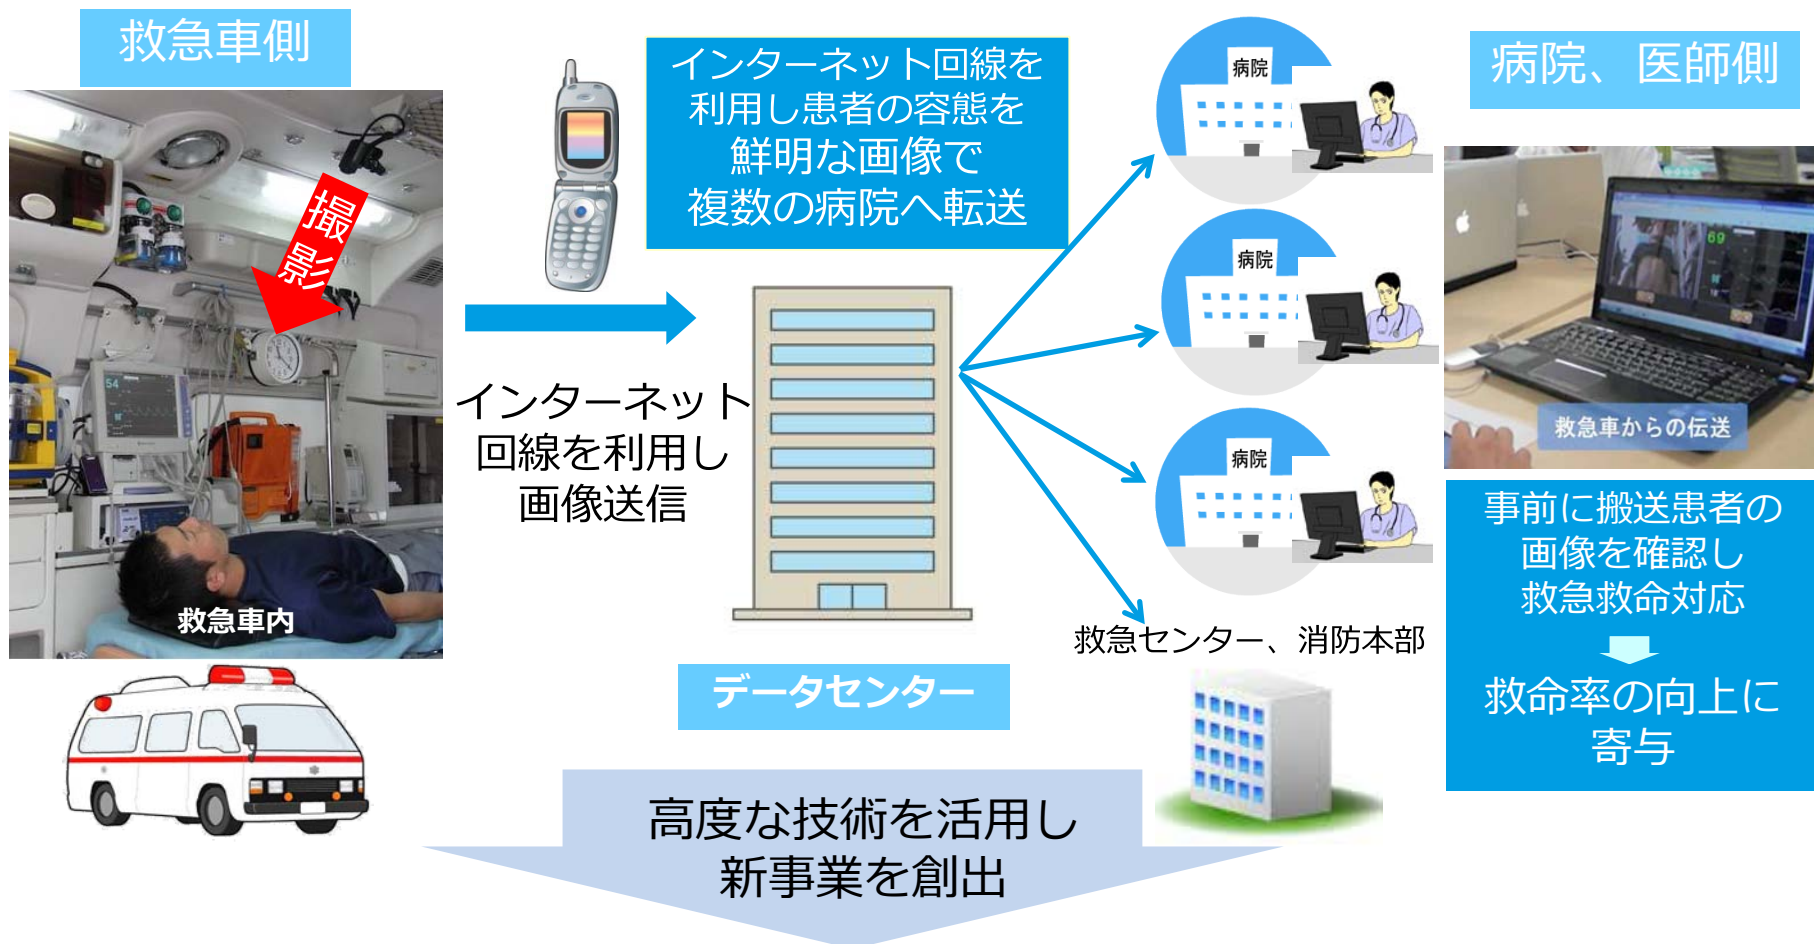 救急車側
撮影
54
救急車内
インターネット回線を
利用し患者の容態を
鮮明な画像で
複数の病院へ転送
インターネット
回線を利用し
画像送信
データセンター
病院
病院
病院
救急センター、消防本部
病院、医師側
69
救急車からの伝送
事前に搬送患者の
画像を確認し
救急救命対応
救命率の向上に
寄与
高度な技術を活用し
新事業を創出